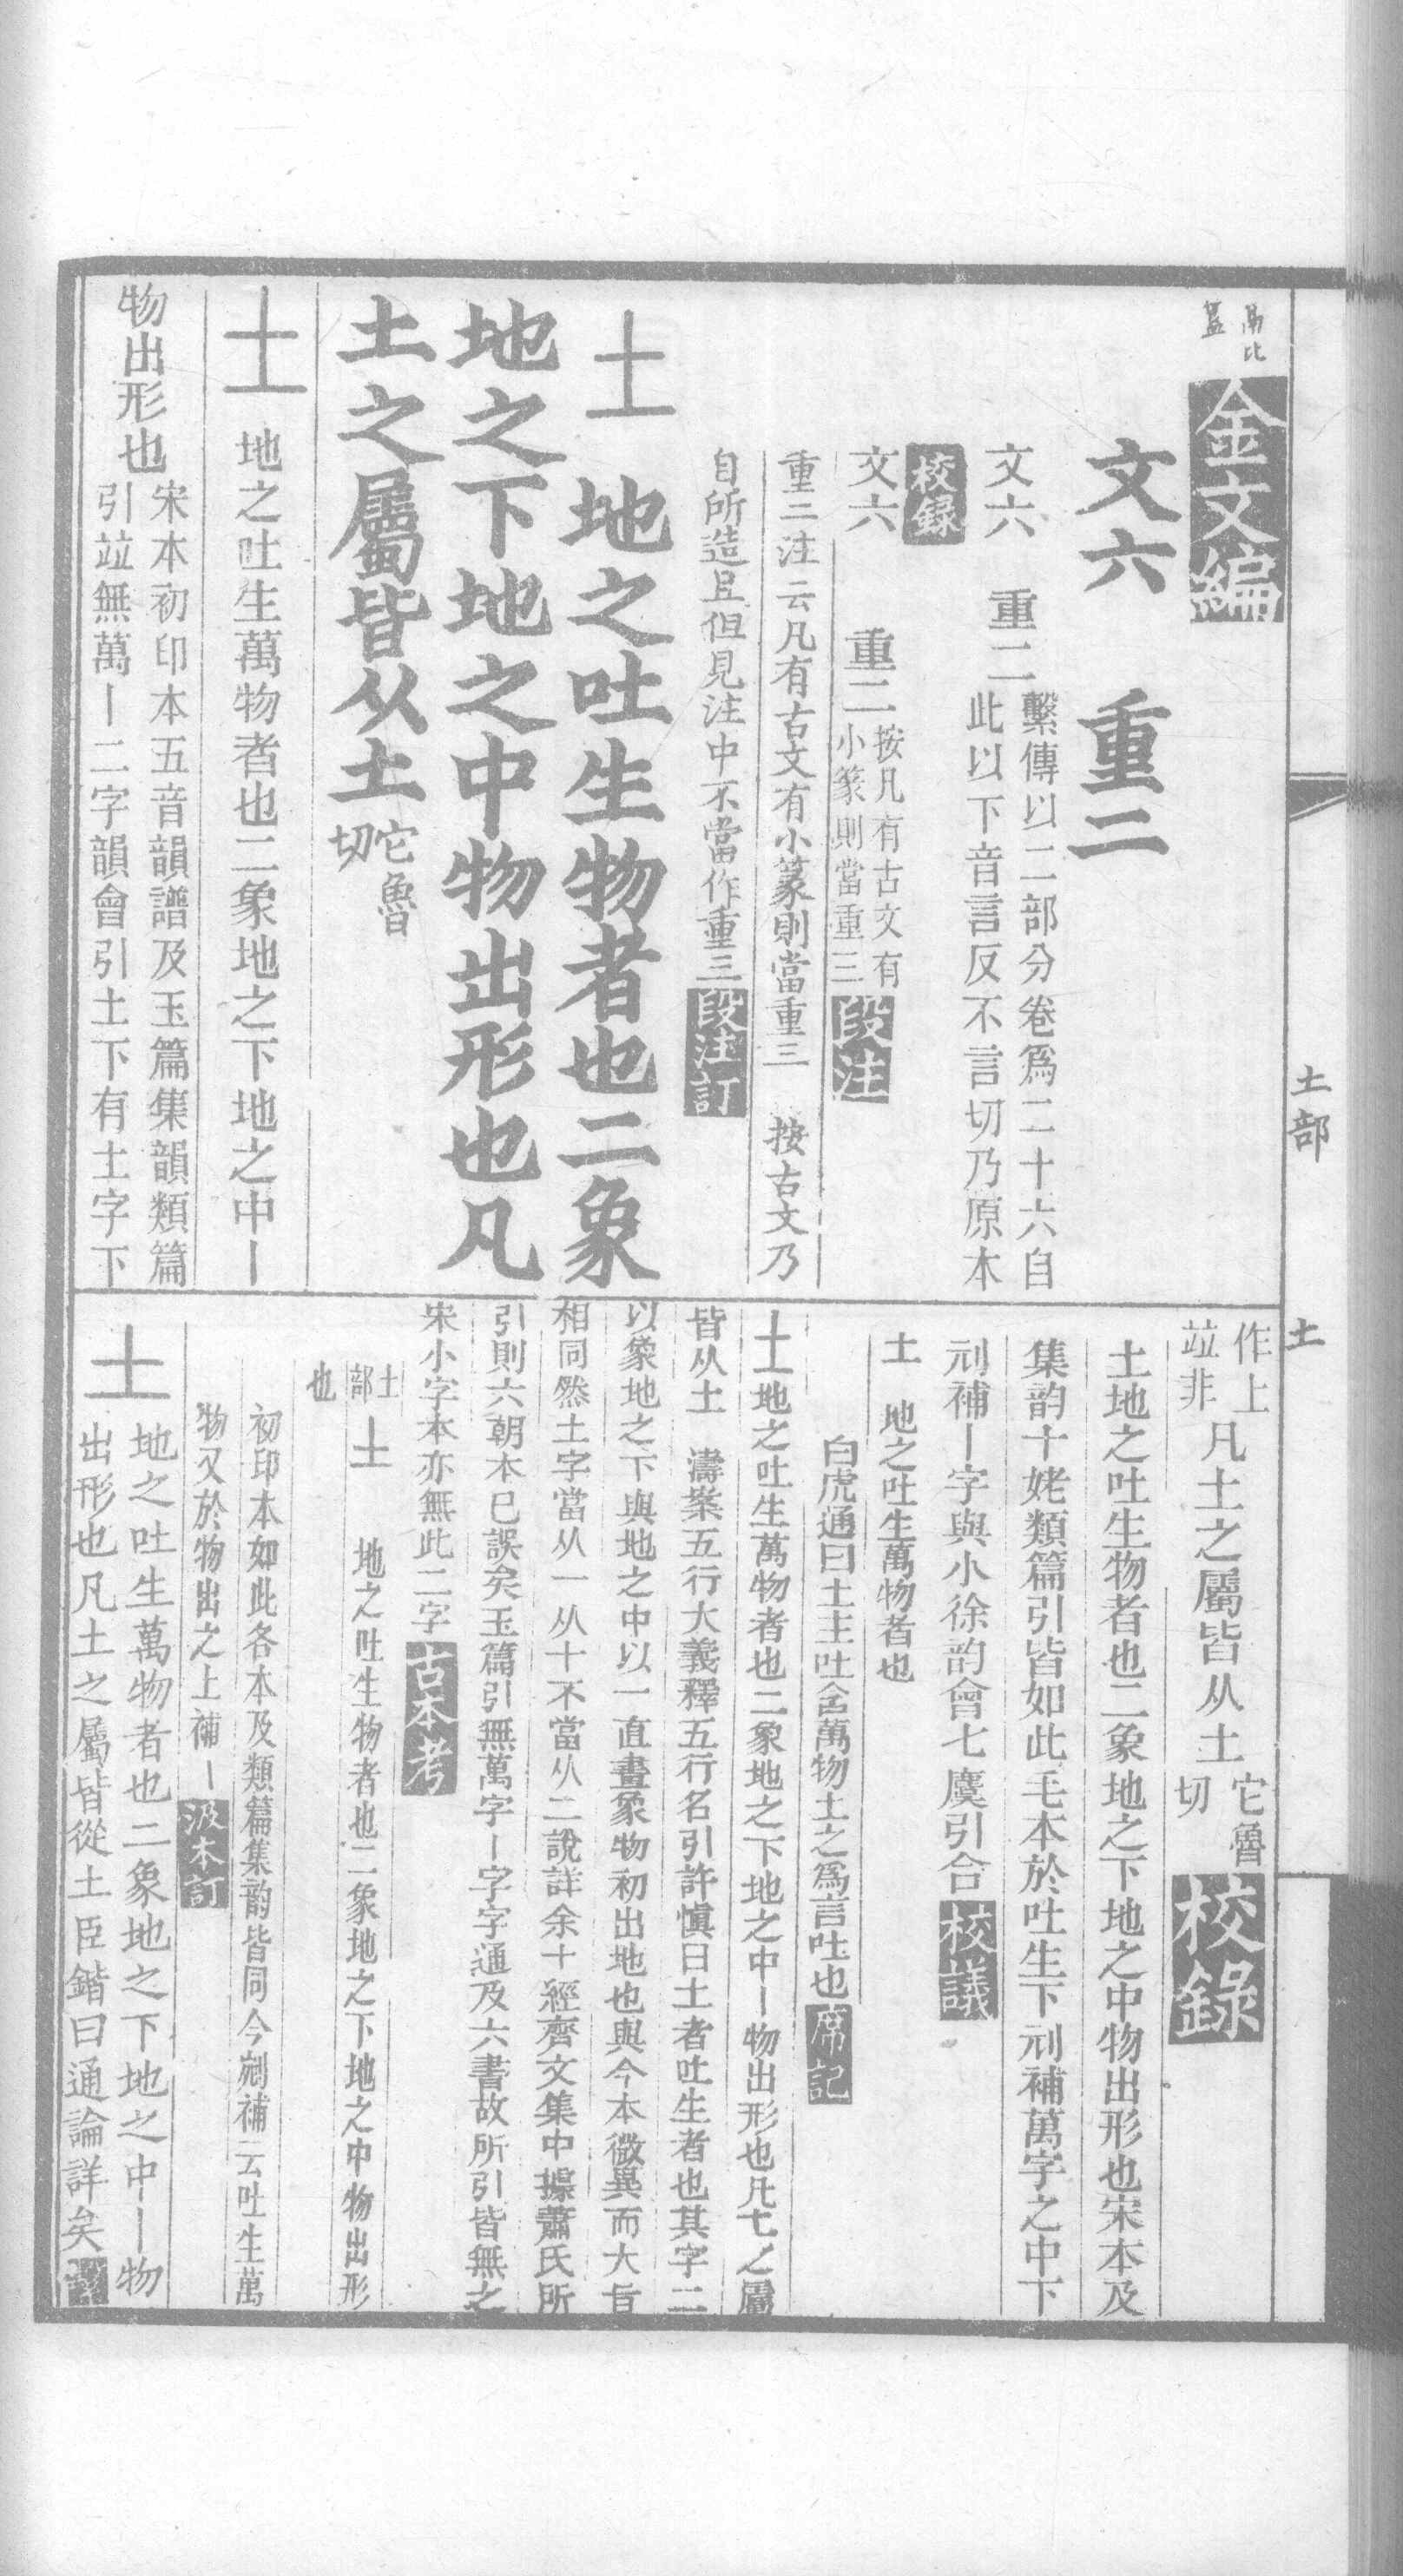 禼比
簋
金文編
文六　重二
文六　重二
繫傳以二部分卷爲二十六自
此以下音言反不言切乃原本
校録
文六　重二
按凡有古文有
小篆則當重三
段注
重二注云凡有古文有小篆則當重三　按古文乃
自所造且但見注中不當作重三段注訂
土　地之吐生物者也二象
地之下地之中物出形也凡
土之屬皆从土
它魯
切
土　地之吐生萬物者也二象地之下地之中丨
物出形也
宋本初印本五音韻譜及玉篇集韻類篇
引竝無萬丨二字韻會引土下有土字下
作上
竝非
凡土之屬皆从土
它魯
切
校錄
土地之吐生物者也二象地之下地之中物出形也宋本及
集韵十姥類篇引皆如此毛本於吐生下刓補萬字之中下
刓補丨字與小徐韵會七麌引合校議
土　地之吐生萬物者也
白虎通曰土主吐含萬物土之爲言吐也席記
土地之吐生萬物者也二象地之下地之中丨物出形也凡土之屬
皆从土　濤案五行大義釋五行名引許愼曰土者吐生者也其字二
以象地之下與地之中以一直畫象物初出地也與今本微異而大旨
相同然土字當从一从十不當从二說詳余十經齋文集中據蕭氏所
引則六朝本已誤矣玉篇引無萬字丨字字通及六書故所引皆無之
宋小字本亦無此二字古本考
土
部
土　地之吐生物者也二象地之下地之中物出形
也
初印本如此各本及類篇集韵皆同今剜補云吐生萬
物又於物出之上補丨汲本訂
土
地之吐生萬物者也二象地之下地之中丨物
出形也凡土之屬皆從土臣鍇曰通論詳矣
土部
土